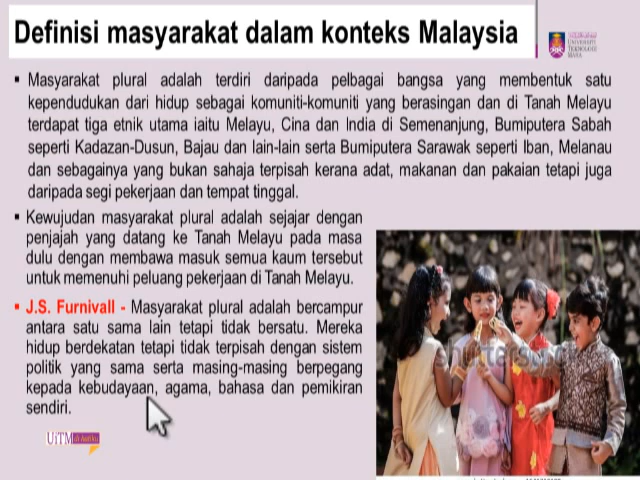 Definisi masyarakat dalam konteks Malaysia
UNIVERSITI
TEKNOLOGI
MARA
▪ Masyarakat plural adalah terdiri daripada pelbagai bangsa yang membentuk satu
kependudukan dari hidup sebagai komuniti-komuniti yang berasingan dan di Tanah Melayu
terdapat tiga etnik utama iaitu Melayu, Cina dan India di Semenanjung, Bumiputera Sabah
seperti Kadazan-Dusun, Bajau dan lain-lain serta Bumiputera Sarawak seperti Iban, Melanau
dan sebagainya yang bukan sahaja terpisah kerana adat, makanan dan pakaian tetapi juga
daripada segi pekerjaan dan tempat tinggal.
▪ Kewujudan masyarakat plural adalah sejajar dengan
penjajah yang datang ke Tanah Melayu pada masa
dulu dengan membawa masuk semua kaum tersebut
untuk memenuhi peluang pekerjaan di Tanah Melayu.
▪ J.S. Furnivall - Masyarakat plural adalah bercampur
antara satu sama lain tetapi tidak bersatu. Mereka
hidup berdekatan tetapi tidak terpisah dengan sistem
politik yang sama serta masing-masing berpegang
kepada kebudayaan, agama, bahasa dan pemikiran
sendiri.
shutterstock
UiTM di hatiku